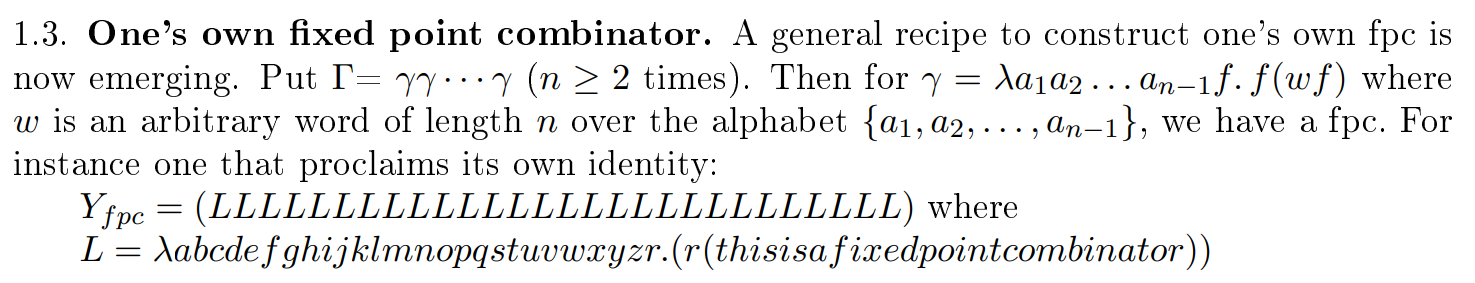 1.3. One's own fixed point combinator. A general recipe to construct one's own fpc is
now emerging. Put Γ= γγ⋯γ (n ≥ 2 times). Then for γ = λa₁a₂…aₙ₋₁f.f(wf) where
w is an arbitrary word of length n over the alphabet {a₁, a₂, …, aₙ₋₁}, we have a fpc. For
instance one that proclaims its own identity:
Y_fpc = (LLLLLLLLLLLLLLLLLLLLLLLLLLLL) where
L = λabcdefghijklmnopqstuvwxyzr.(r(thisisafixedpointcombinator))